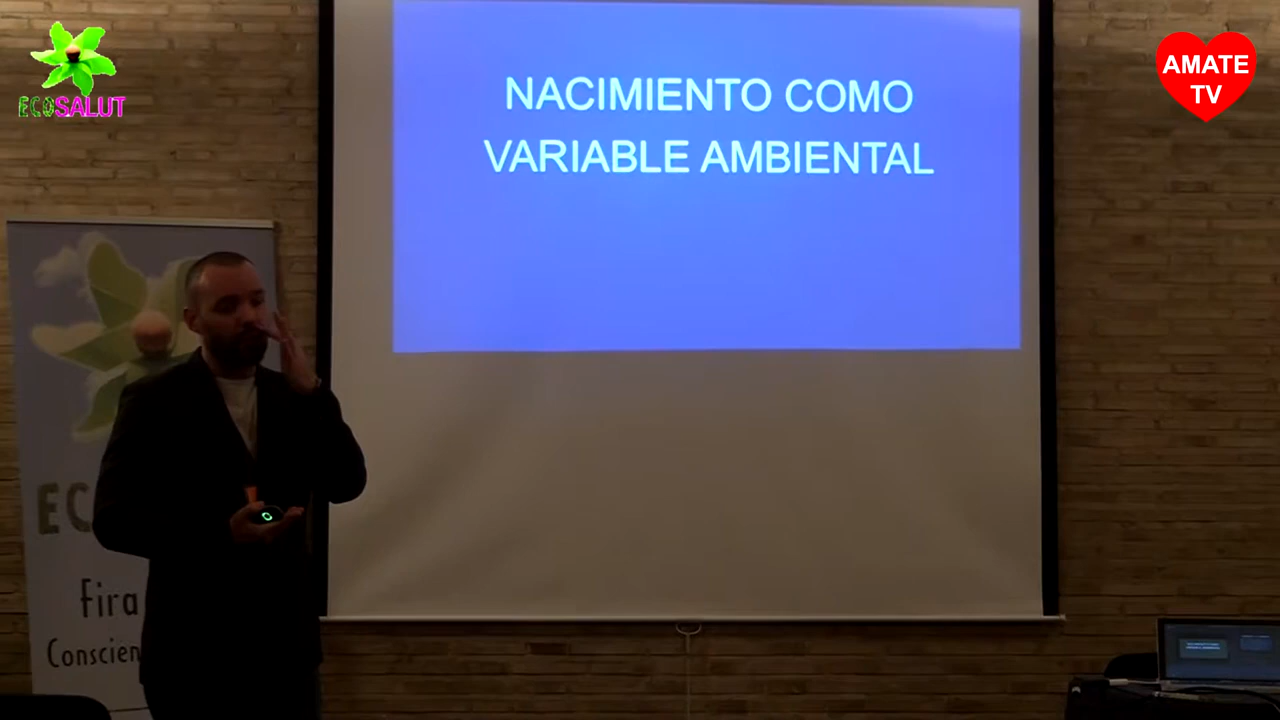 ECOSALUT
AMATE
TV
NACIMIENTO COMO
VARIABLE AMBIENTAL
EC
Fira
Conscien